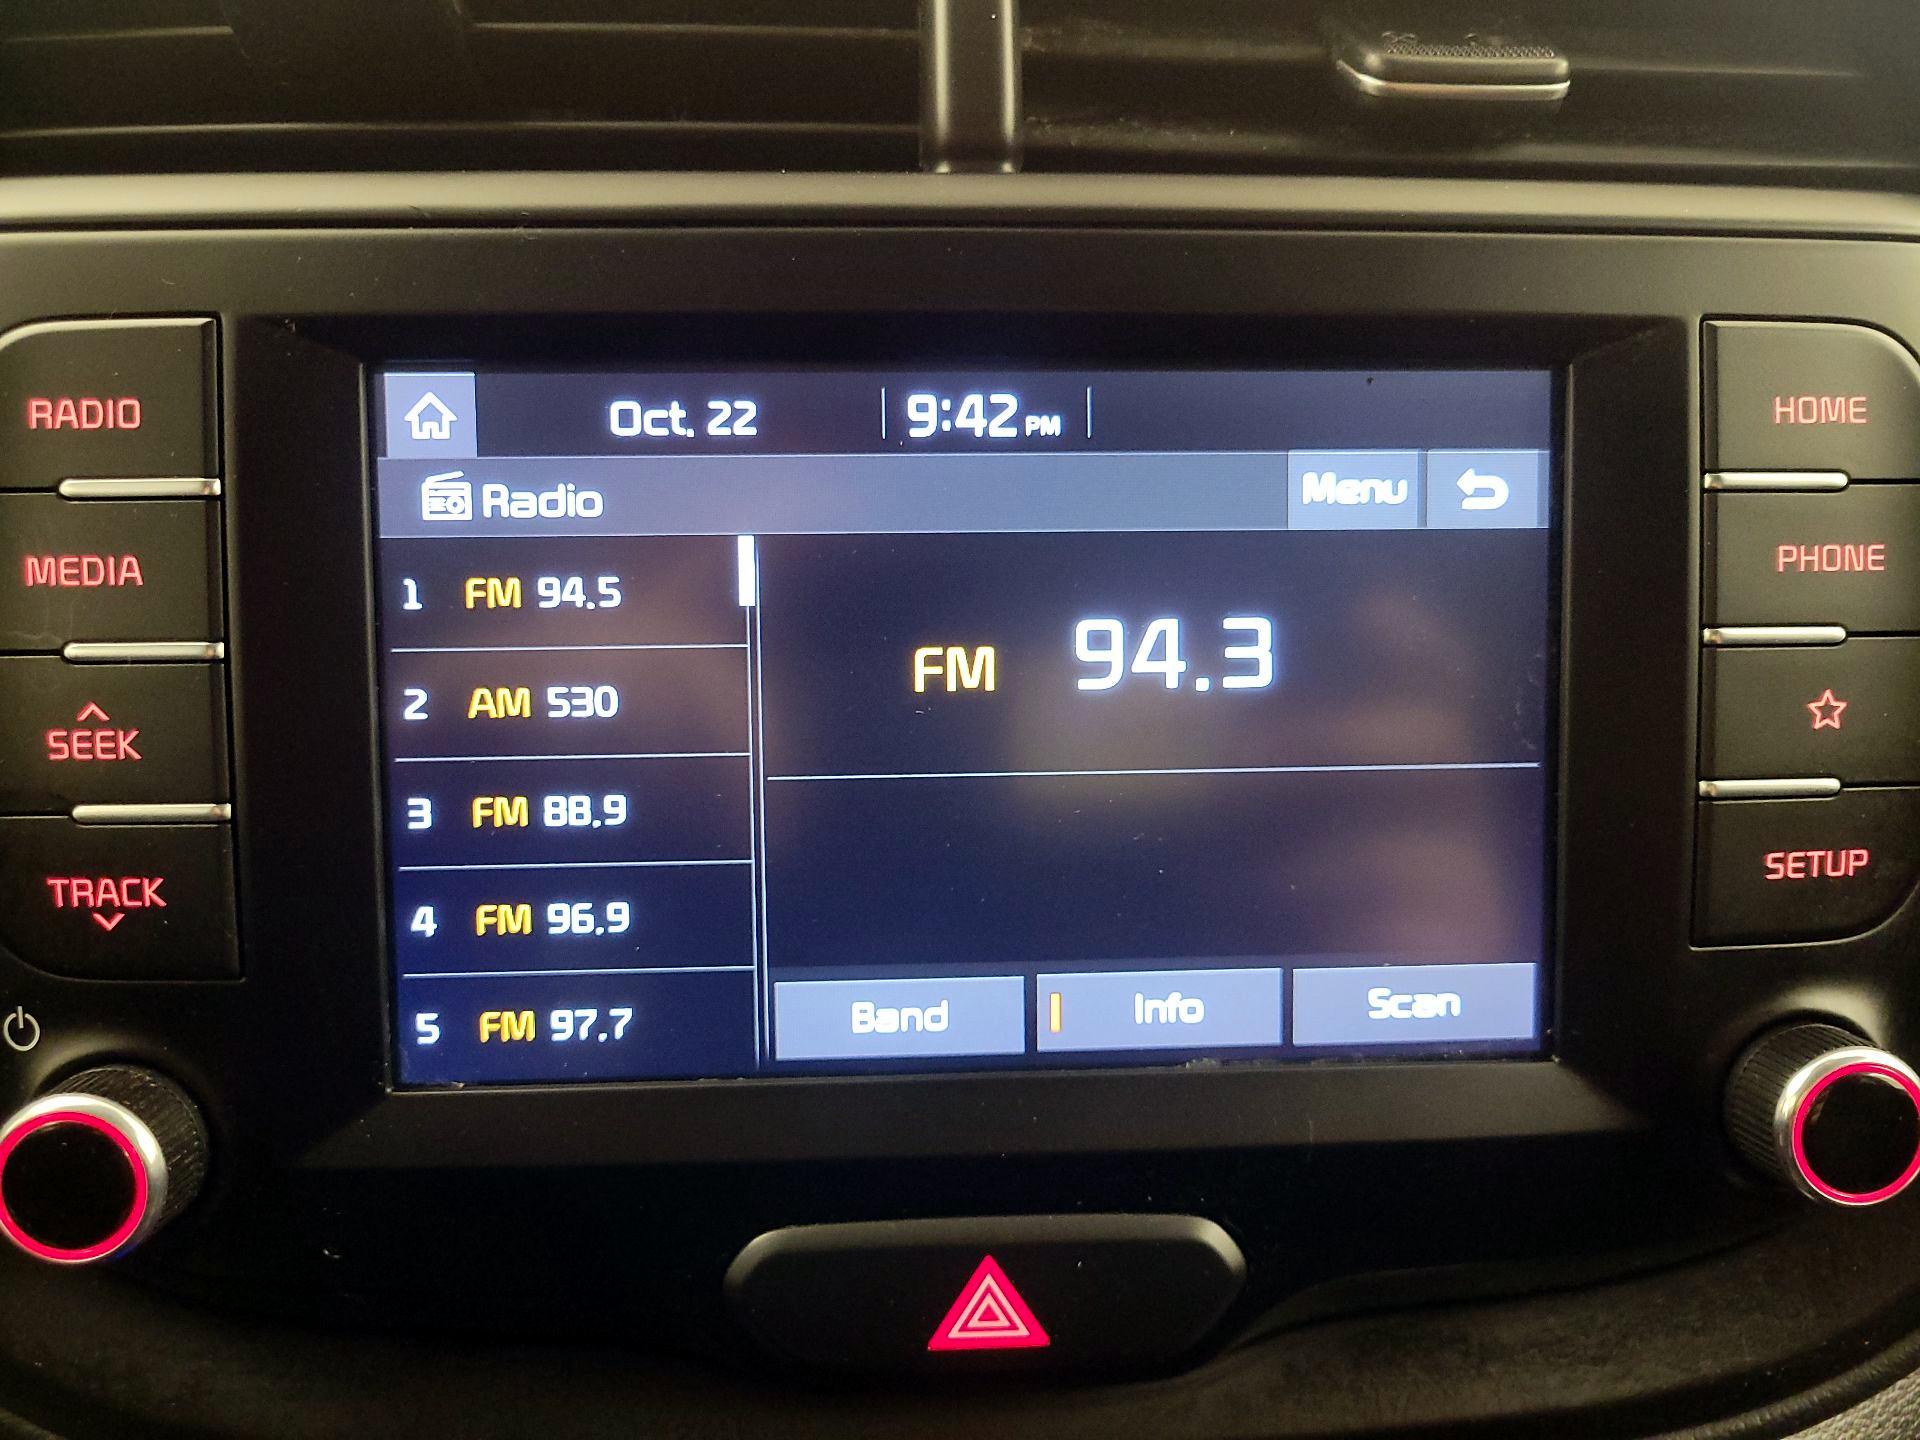 RADIO
MEDIA
SEEK
TRACK
Oct. 22 9:42 PM
Radio Menu
1 FM 94.5
2 AM 530
3 FM 88.9
4 FM 96.9
5 FM 97.7
FM 94.3
Band Info Scan
HOME
PHONE
SETUP